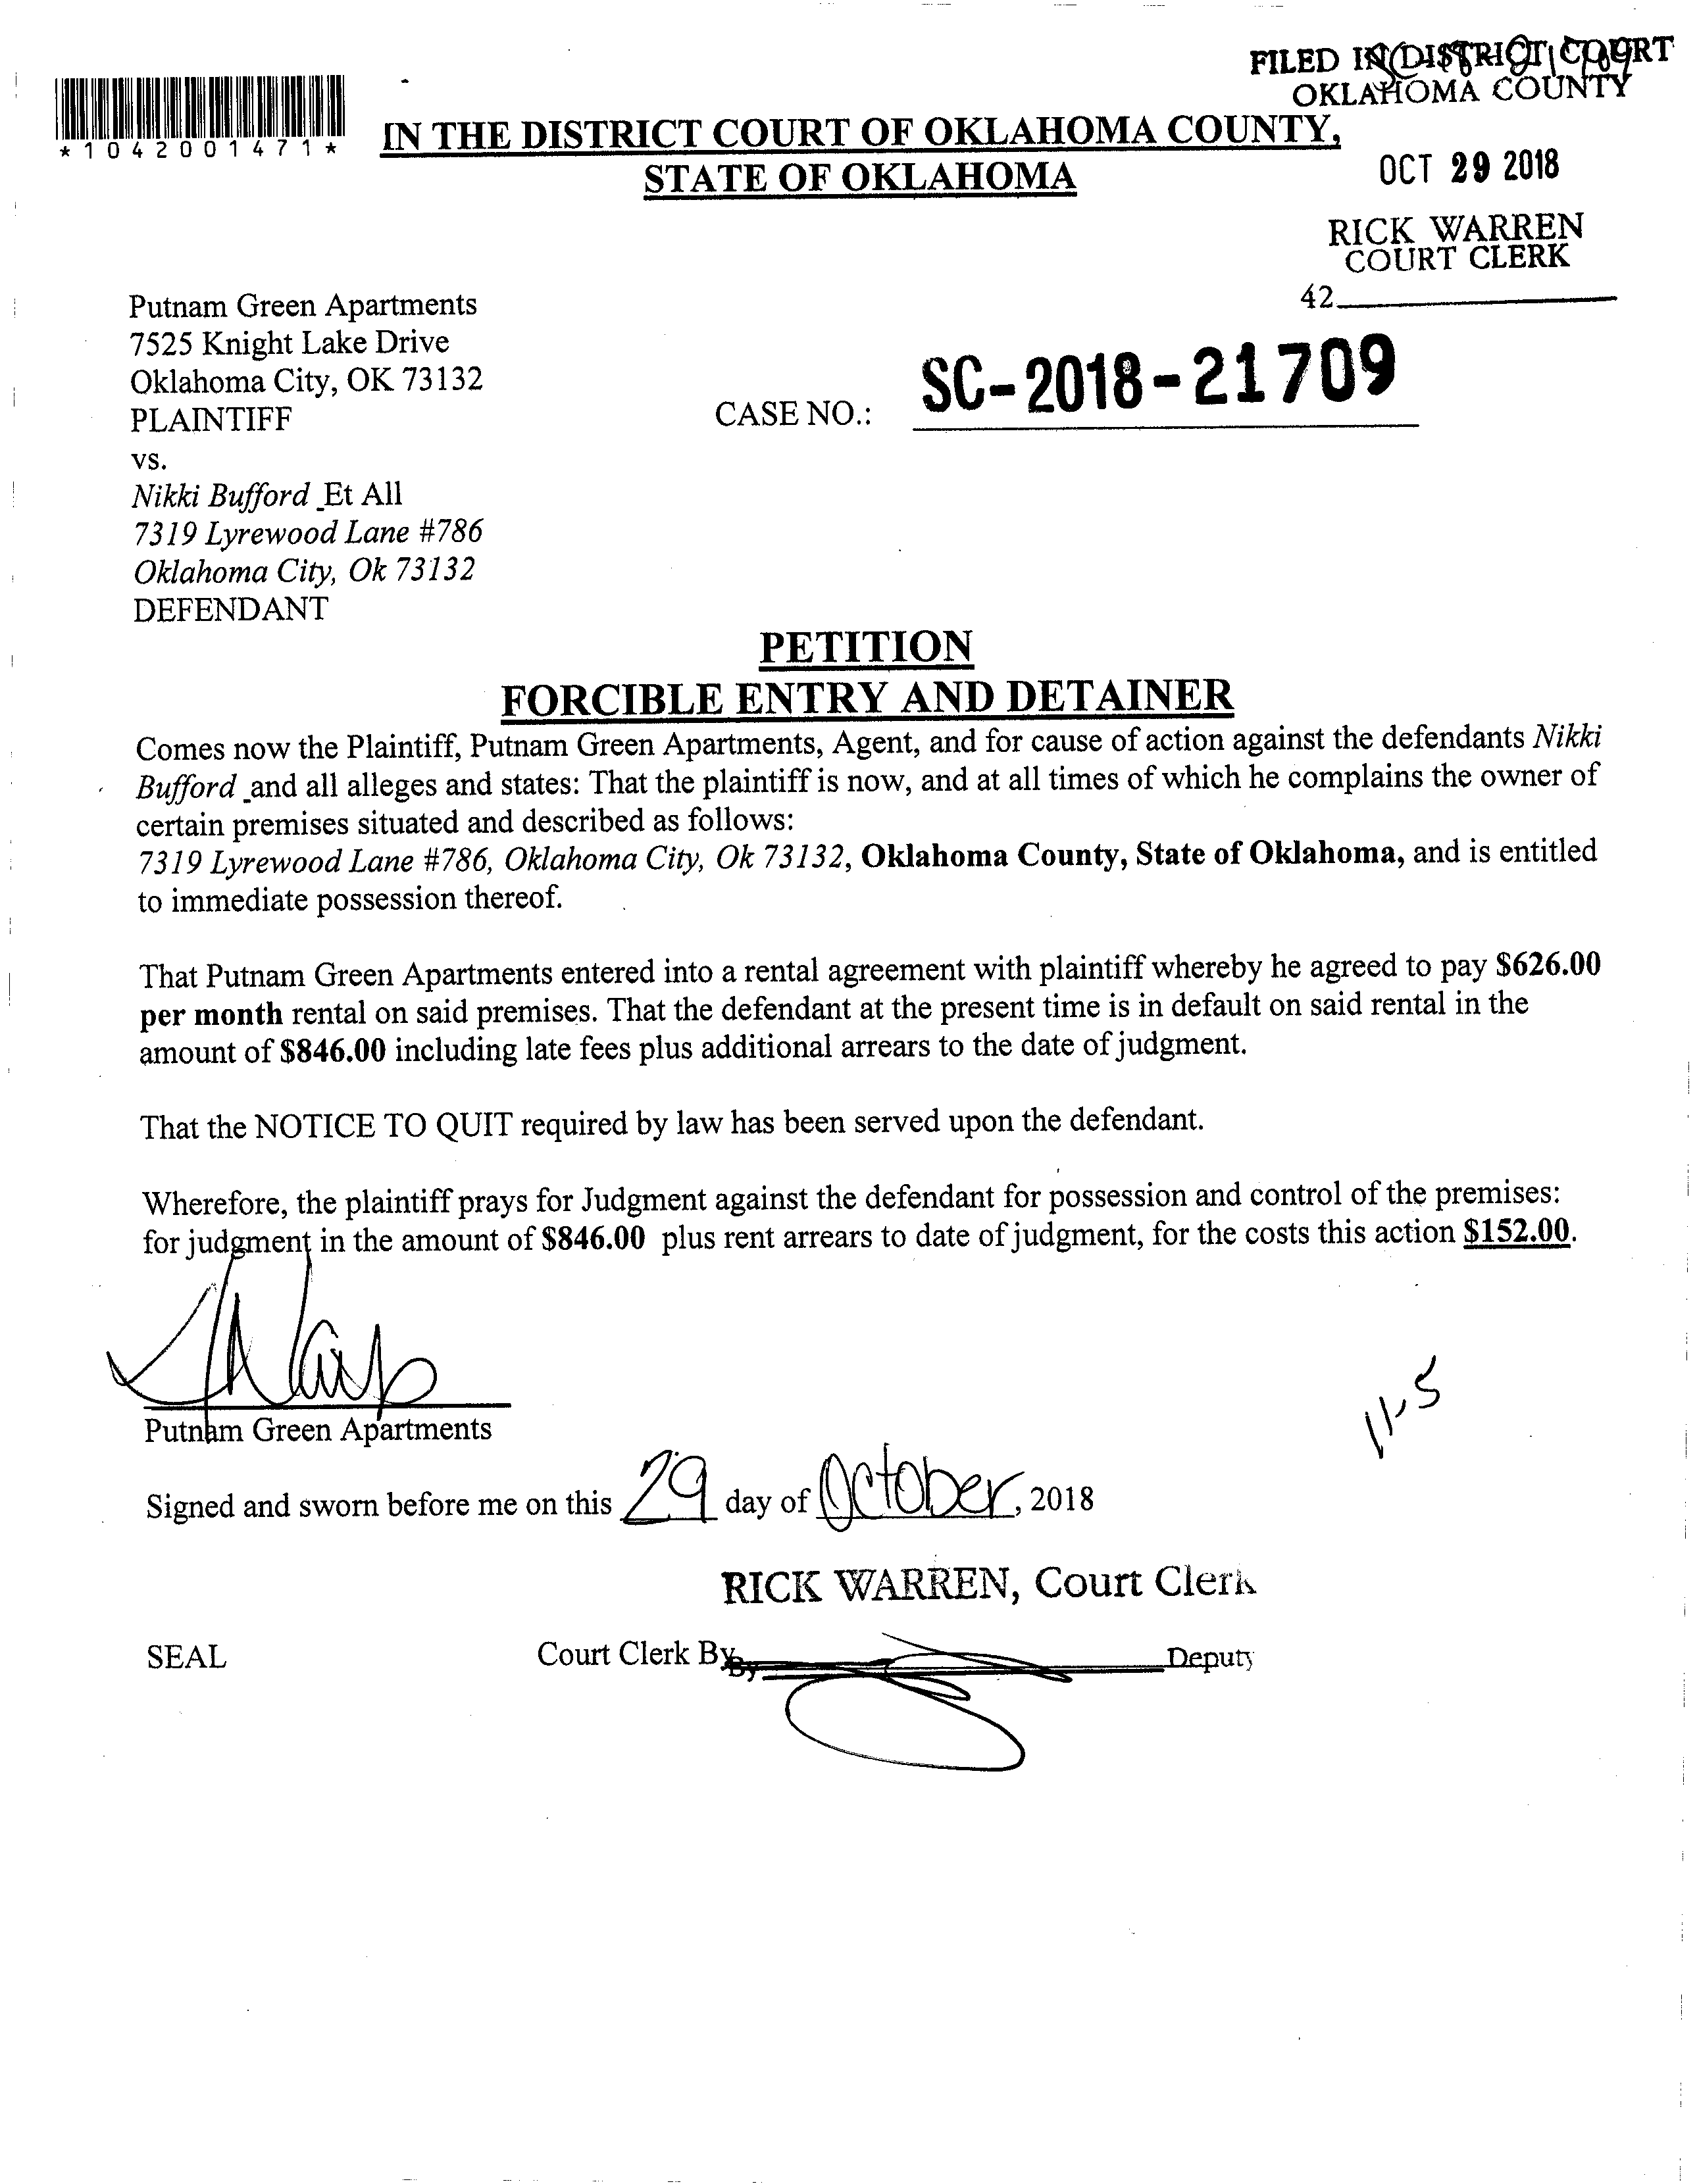 FILED IN DISTRICT COURT
OKLAHOMA COUNTY
*1042001471*
IN THE DISTRICT COURT OF OKLAHOMA COUNTY,
STATE OF OKLAHOMA
OCT 29 2018
RICK WARREN
COURT CLERK
42
Putnam Green Apartments
7525 Knight Lake Drive
Oklahoma City, OK 73132
PLAINTIFF
CASE NO.: SC-2018-21709
vs.
Nikki Bufford Et All
7319 Lyrewood Lane #786
Oklahoma City, Ok 73132
DEFENDANT
PETITION
FORCIBLE ENTRY AND DETAINER
Comes now the Plaintiff, Putnam Green Apartments, Agent, and for cause of action against the defendants Nikki
Bufford and all alleges and states: That the plaintiff is now, and at all times of which he complains the owner of
certain premises situated and described as follows:
7319 Lyrewood Lane #786, Oklahoma City, Ok 73132, Oklahoma County, State of Oklahoma, and is entitled
to immediate possession thereof.
That Putnam Green Apartments entered into a rental agreement with plaintiff whereby he agreed to pay $626.00
per month rental on said premises. That the defendant at the present time is in default on said rental in the
amount of $846.00 including late fees plus additional arrears to the date of judgment.
That the NOTICE TO QUIT required by law has been served upon the defendant.
Wherefore, the plaintiff prays for Judgment against the defendant for possession and control of the premises:
for judgment in the amount of $846.00 plus rent arrears to date of judgment, for the costs this action $152.00.
Putnam Green Apartments
11-5
Signed and sworn before me on this 29 day of October, 2018
RICK WARREN, Court Clerk
SEAL
Court Clerk By By Deputy